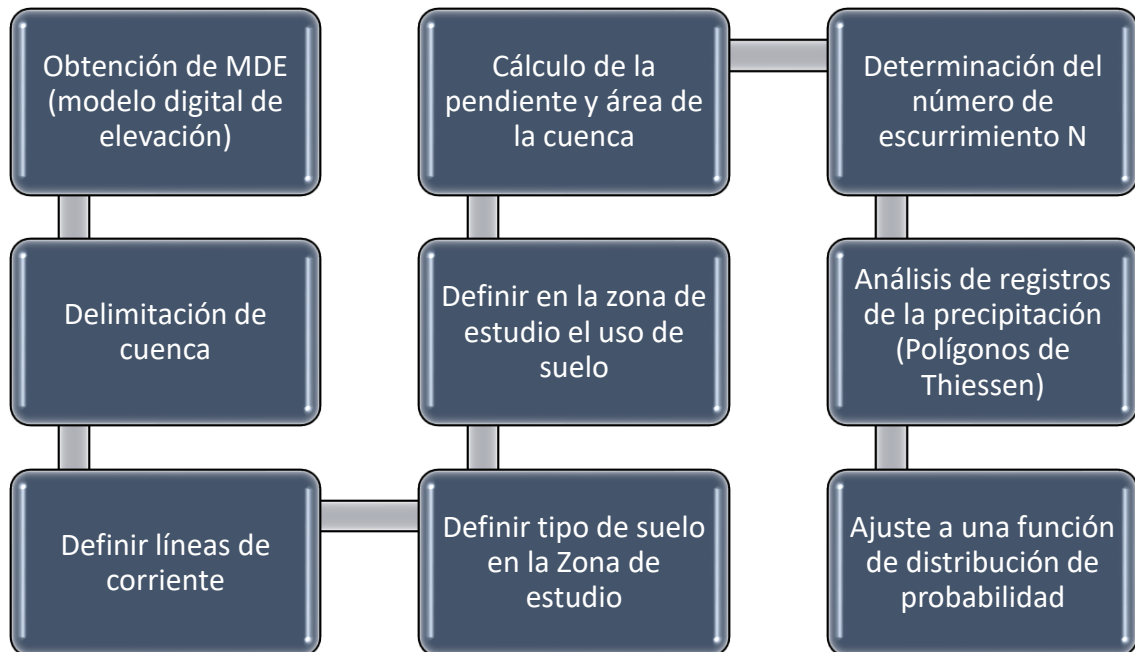 Obtención de MDE
(modelo digital de
elevación)
Delimitación de
cuenca
Definir líneas de
corriente
Definir tipo de suelo
en la Zona de
estudio
Definir en la zona de
estudio el uso de
suelo
Cálculo de la
pendiente y área de
la cuenca
Determinación del
número de
escurrimiento N
Análisis de registros
de la precipitación
(Polígonos de
Thiessen)
Ajuste a una función
de distribución de
probabilidad